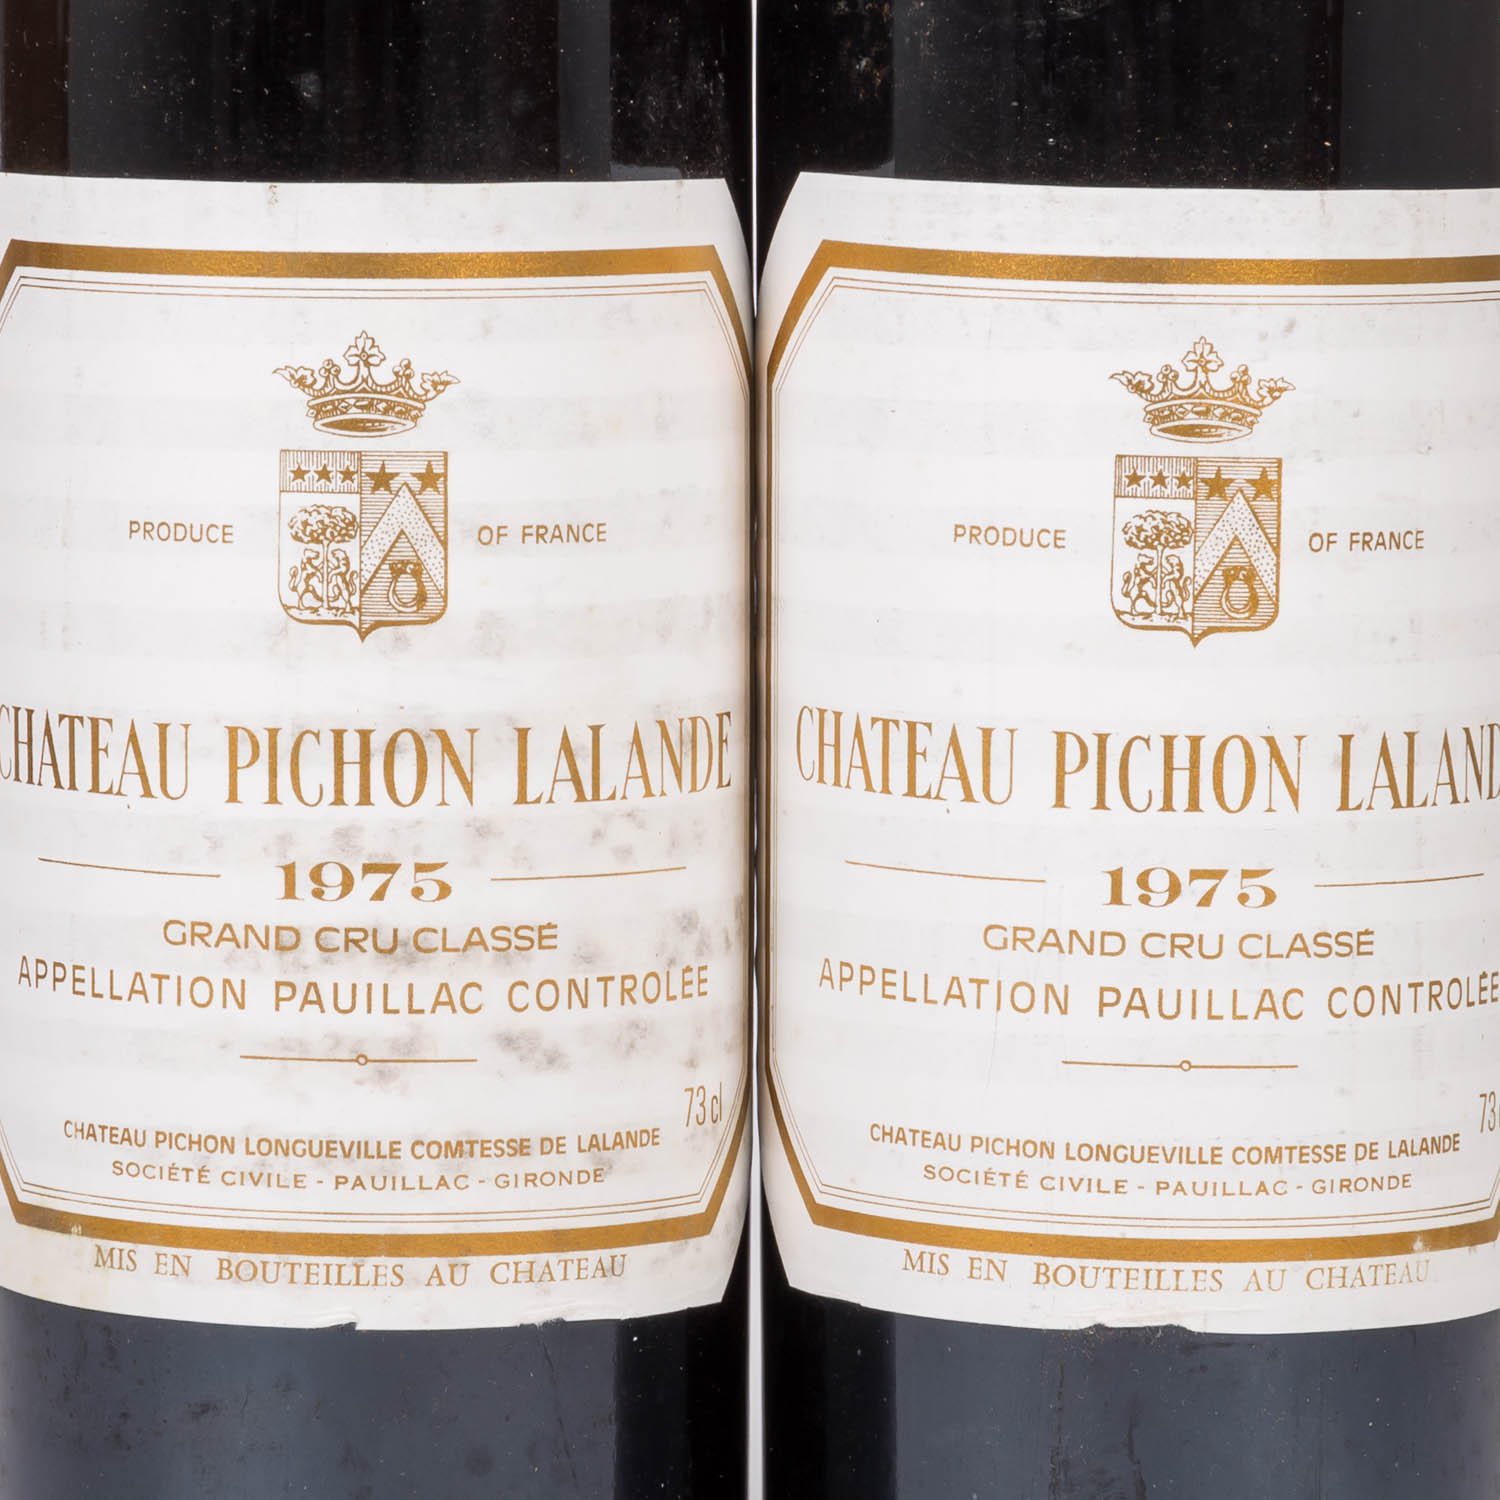 PRODUCE OF FRANCE
CHATEAU PICHON LALANDE
1975
GRAND CRU CLASSÉ
APPELLATION PAUILLAC CONTROLÉE
73 cl
CHATEAU PICHON LONGUEVILLE COMTESSE DE LALANDE
SOCIÉTÉ CIVILE - PAUILLAC - GIRONDE
MIS EN BOUTEILLES AU CHATEAU
PRODUCE OF FRANCE
CHATEAU PICHON LALAND
1975
GRAND CRU CLASSÉ
APPELLATION PAUILLAC CONTROLÉE
73 c
CHATEAU PICHON LONGUEVILLE COMTESSE DE LALANDE
SOCIÉTÉ CIVILE - PAUILLAC - GIRONDE
MIS EN BOUTEILLES AU CHATEAU